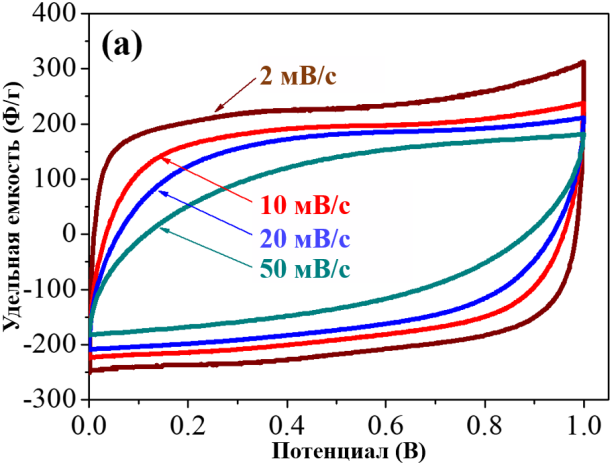 400
(a)
300
2 мВ/с
200
100
10 мВ/с
0
20 мВ/с
50 мВ/с
-100
-200
-300
0.0 0.2 0.4 0.6 0.8 1.0
Потенциал (В)
Удельная емкость (Ф/г)